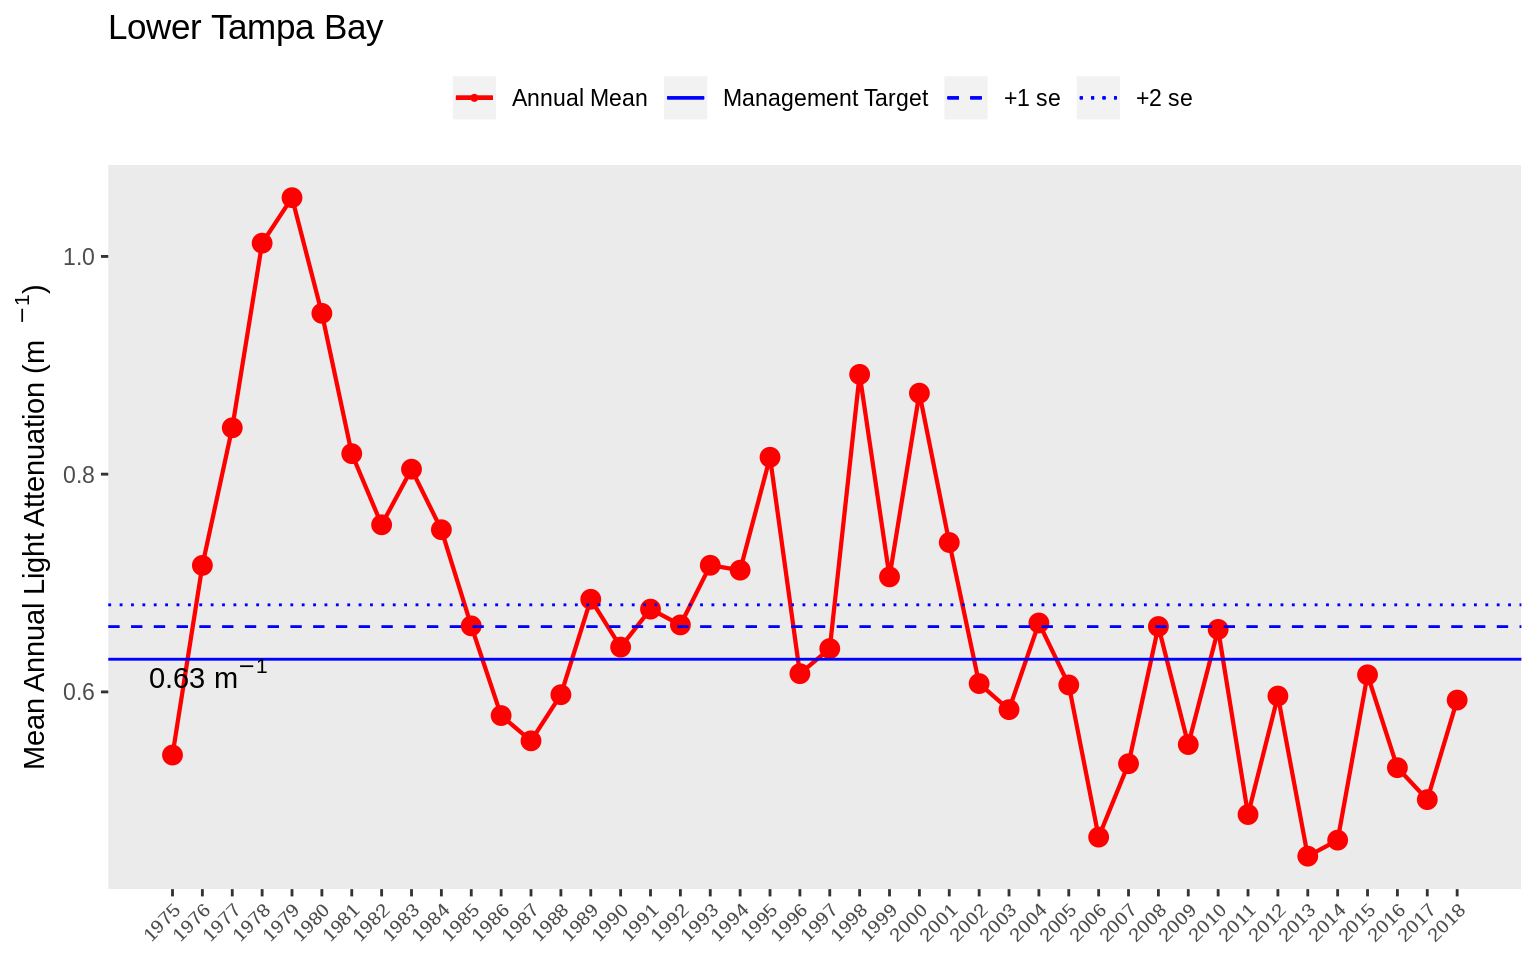 Lower Tampa Bay
Annual Mean Management Target +1 se +2 se
Mean Annual Light Attenuation (m ⁻¹)
1.0
0.8
0.6
0.63 m ⁻¹
1975 1976 1977 1978 1979 1980 1981 1982 1983 1984 1985 1986 1987 1988 1989 1990 1991 1992 1993 1994 1995 1996 1997 1998 1999 2000 2001 2002 2003 2004 2005 2006 2007 2008 2009 2010 2011 2012 2013 2014 2015 2016 2017 2018